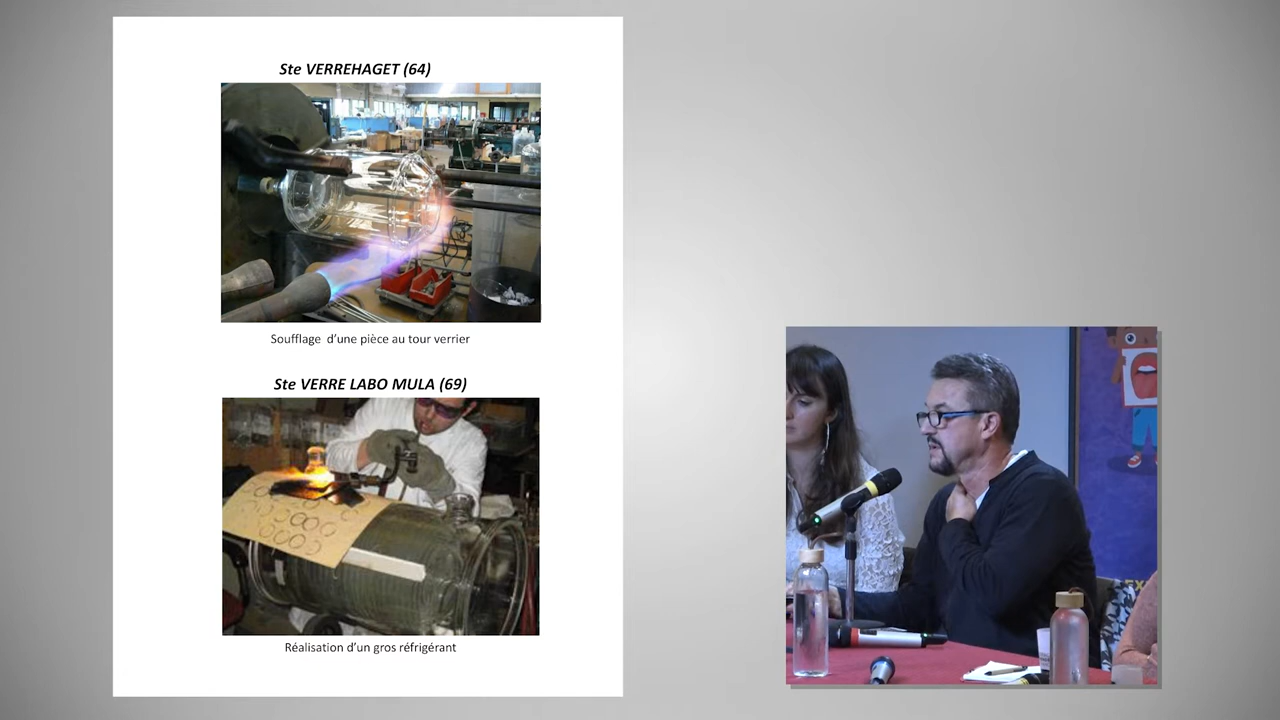 Ste VERREHAGET (64)
Soufflage d'une pièce au tour verrier
Ste VERRE LABO MULA (69)
Réalisation d'un gros réfrigérant